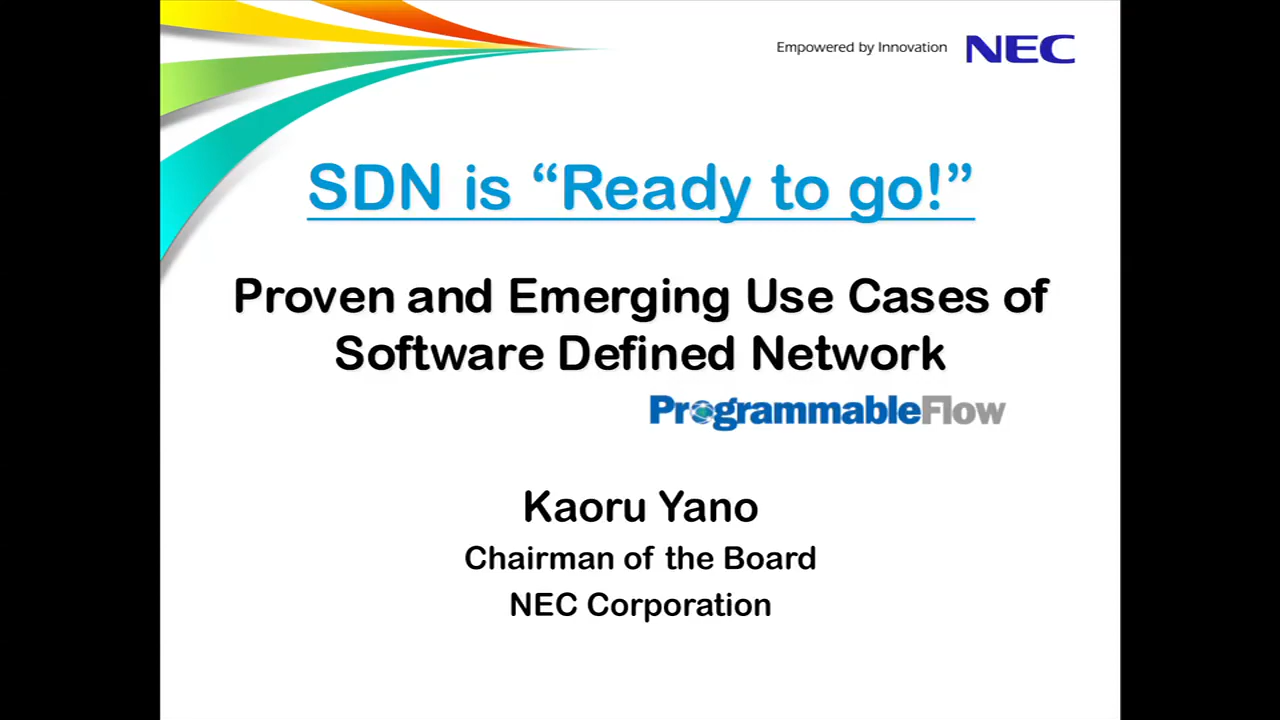 Empowered by Innovation NEC
SDN is “Ready to go!”
Proven and Emerging Use Cases of
Software Defined Network
ProgrammableFlow
Kaoru Yano
Chairman of the Board
NEC Corporation